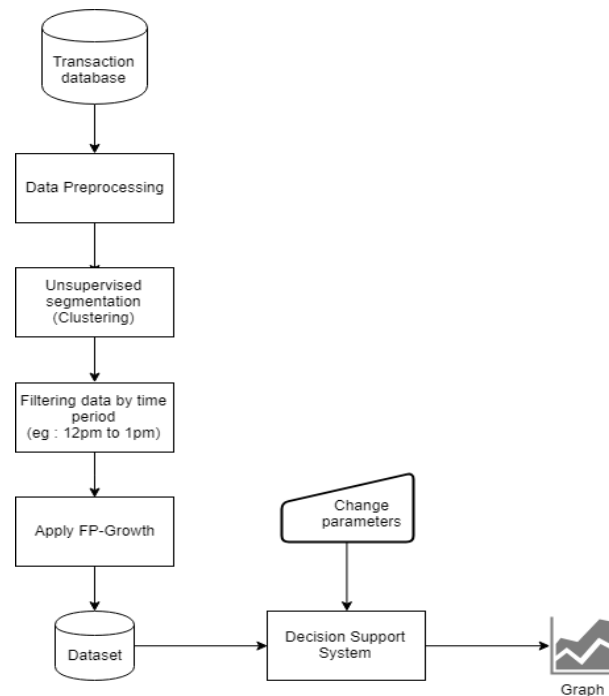 Transaction
database
Data Preprocessing
Unsupervised
segmentation
(Clustering)
Filtering data by time
period
(eg : 12pm to 1pm)
Apply FP-Growth
Change
parameters
Dataset
Decision Support
System
Graph